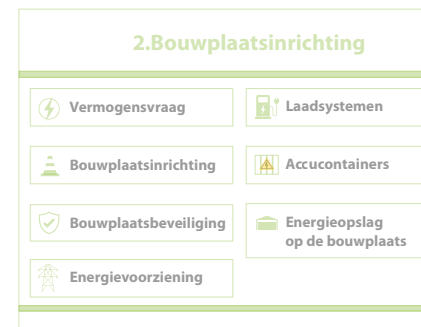 2.Bouwplaatsinrichting
Vermogensvraag
Bouwplaatsinrichting
Bouwplaatsbeveiliging
Energievoorziening
Laadsystemen
Accucontainers
Energieopslag
op de bouwplaats